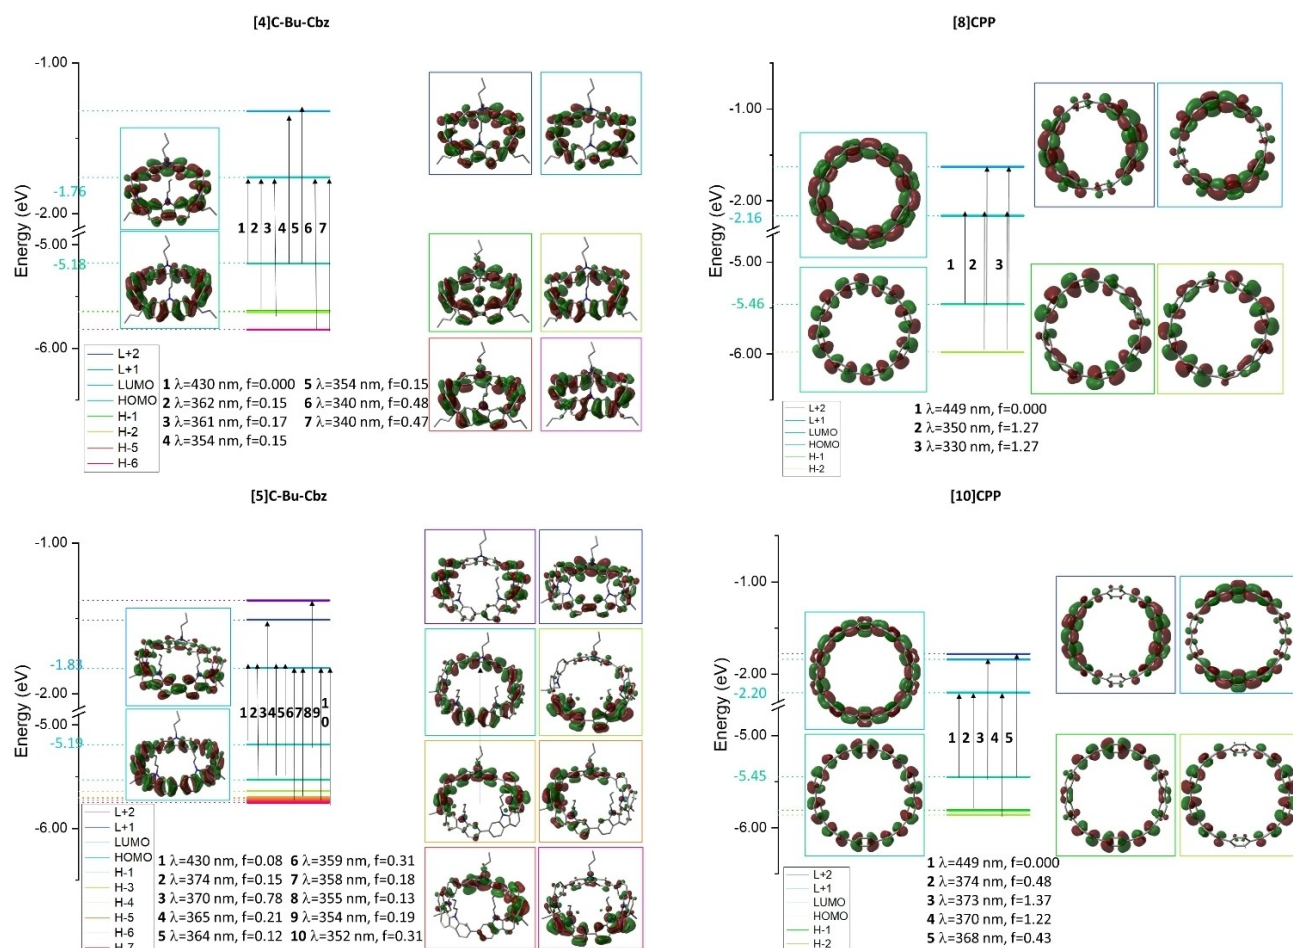 [4]C-Bu-Cbz
-1.00
-1.76
-2.00
-5.00
-5.18
-6.00
Energy (eV)
1 2 3 4 5 6 7
L+2
L+1
LUMO
HOMO
H-1
H-2
H-5
H-6
1 λ=430 nm, f=0.000 5 λ=354 nm, f=0.15
2 λ=362 nm, f=0.15 6 λ=340 nm, f=0.48
3 λ=361 nm, f=0.17 7 λ=340 nm, f=0.47
4 λ=354 nm, f=0.15
[8]CPP
-1.00
-2.00
-2.16
-5.00
-5.46
-6.00
Energy (eV)
1 2 3
L+2
L+1
LUMO
HOMO
H-1
H-2
1 λ=449 nm, f=0.000
2 λ=350 nm, f=1.27
3 λ=330 nm, f=1.27
[5]C-Bu-Cbz
-1.00
-1.83
-2.00
-5.00
-5.19
-6.00
Energy (eV)
1 2 3 4 5 6 7 8 9 10
L+2
L+1
LUMO
HOMO
H-1
H-3
H-4
H-5
H-6
H-7
1 λ=430 nm, f=0.08 6 λ=359 nm, f=0.31
2 λ=374 nm, f=0.15 7 λ=358 nm, f=0.18
3 λ=370 nm, f=0.78 8 λ=355 nm, f=0.13
4 λ=365 nm, f=0.21 9 λ=354 nm, f=0.19
5 λ=364 nm, f=0.12 10 λ=352 nm, f=0.31
[10]CPP
-1.00
-2.00
-2.20
-5.00
-5.45
-6.00
Energy (eV)
1 2 3 4 5
L+2
L+1
LUMO
HOMO
H-1
H-2
1 λ=449 nm, f=0.000
2 λ=374 nm, f=0.48
3 λ=373 nm, f=1.37
4 λ=370 nm, f=1.22
5 λ=368 nm, f=0.43